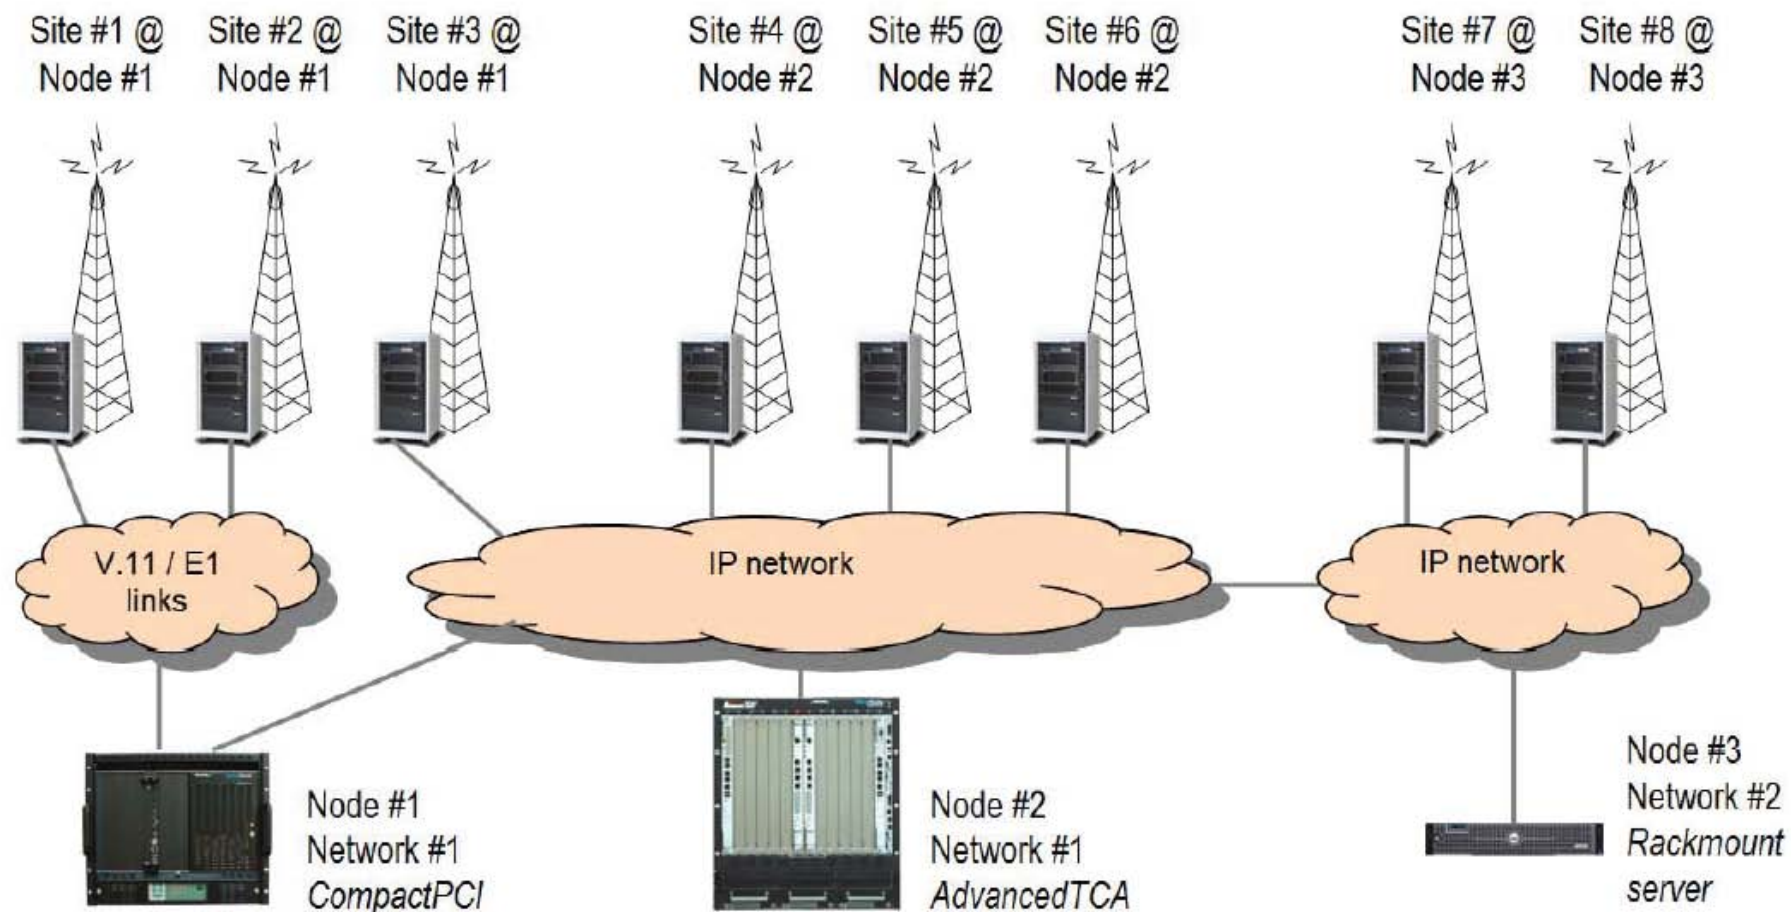 Site #1 @
Node #1
Site #2 @
Node #1
Site #3 @
Node #1
Site #4 @
Node #2
Site #5 @
Node #2
Site #6 @
Node #2
Site #7 @
Node #3
Site #8 @
Node #3
V.11 / E1
links
IP network
IP network
Node #1
Network #1
CompactPCI
Node #2
Network #1
AdvancedTCA
Node #3
Network #2
Rackmount
server